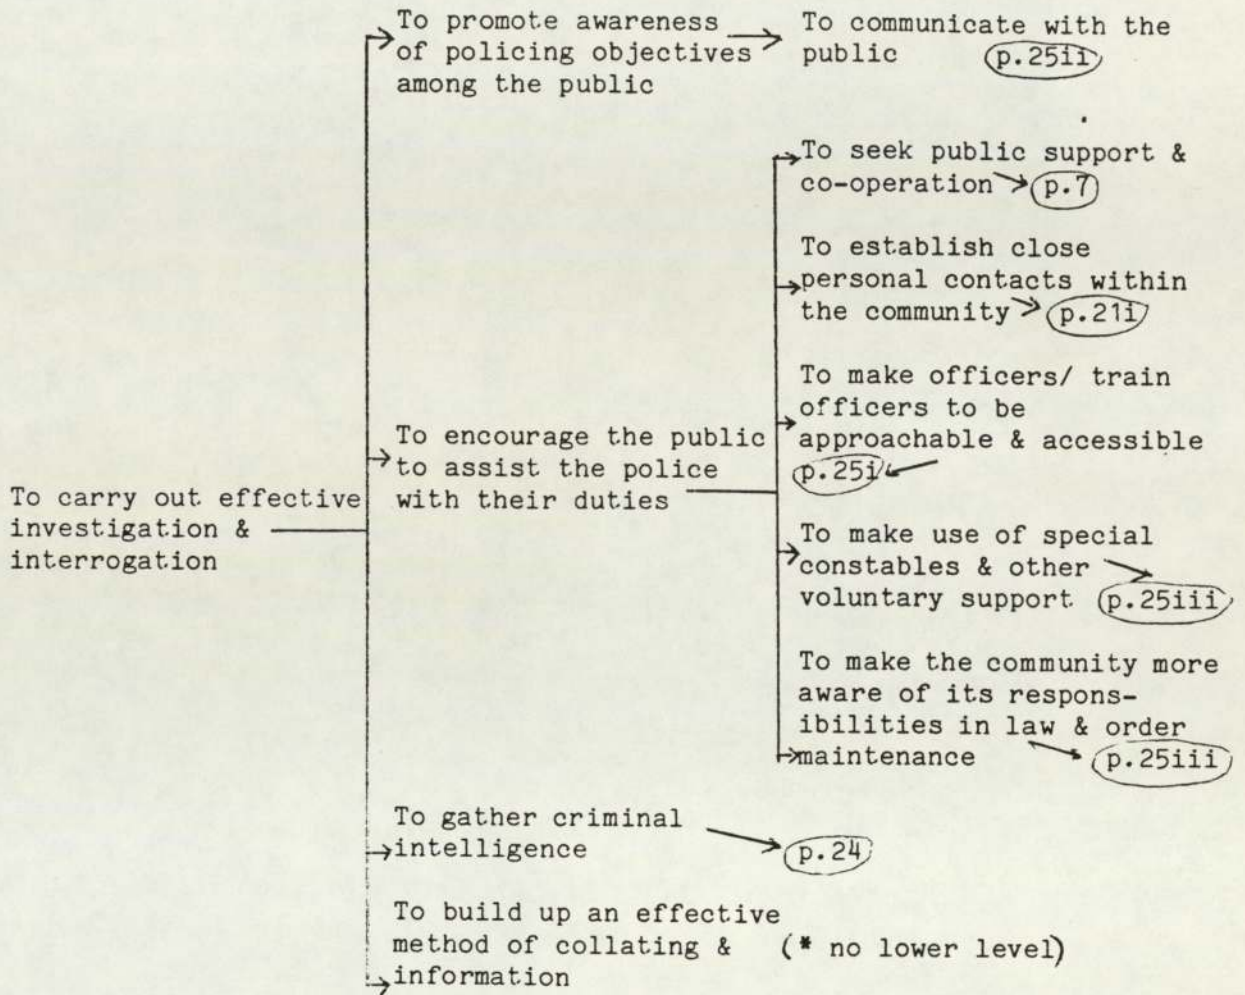 To promote awareness
of policing objectives
among the public
To communicate with the
public p.25ii
To seek public support &
co-operation p.7
To establish close
personal contacts within
the community p.21i
To make officers/ train
officers to be
approachable & accessible
p.25i
To encourage the public
to assist the police
with their duties
To carry out effective
investigation &
interrogation
To make use of special
constables & other
voluntary support p.25iii
To make the community more
aware of its respons-
ibilities in law & order
maintenance p.25iii
To gather criminal
intelligence p.24
To build up an effective
method of collating & (* no lower level)
information